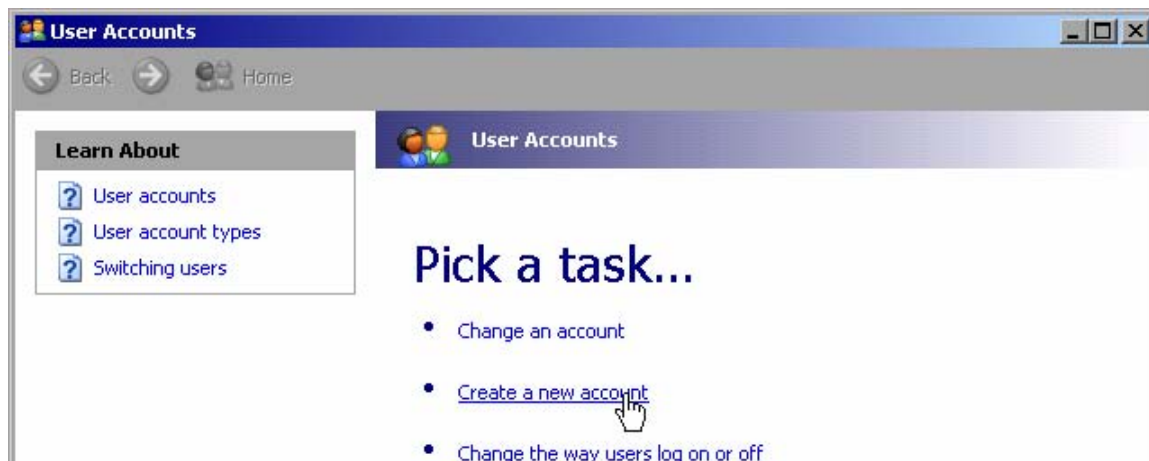 User Accounts
Back Home
Learn About
User accounts
User account types
Switching users
User Accounts
Pick a task...
• Change an account
• Create a new account
• Change the way users log on or off